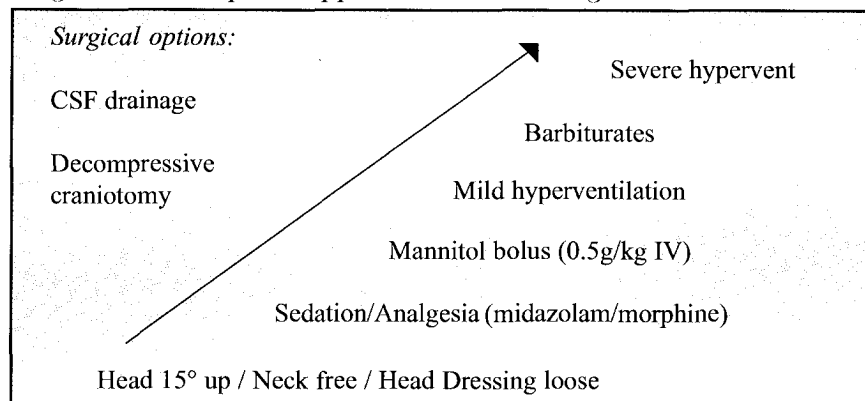 Surgical options:
CSF drainage
Decompressive
craniotomy
Severe hypervent
Barbiturates
Mild hyperventilation
Mannitol bolus (0.5g/kg IV)
Sedation/Analgesia (midazolam/morphine)
Head 15° up / Neck free / Head Dressing loose